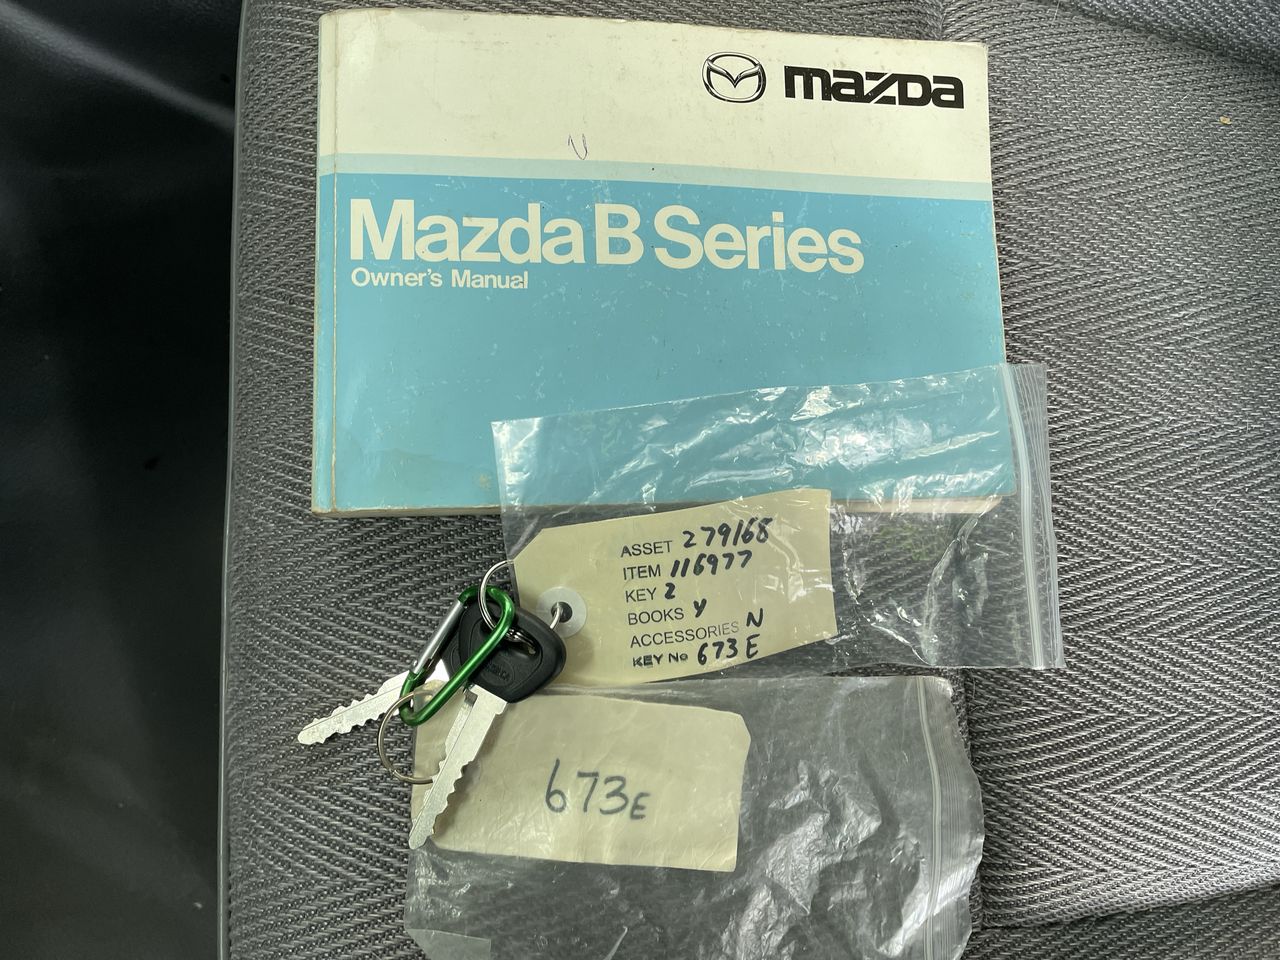 mazda
Mazda B Series
Owner's Manual
ASSET 279168
ITEM 116977
KEY 2
BOOKS Y
ACCESSORIES N
KEY No 673E
673E